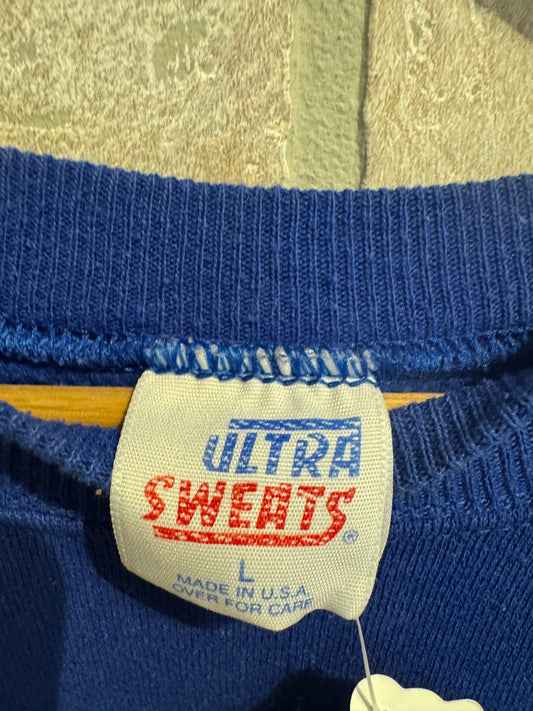 ULTRA
SWEATS®
L
MADE IN U.S.A.
OVER FOR CARE